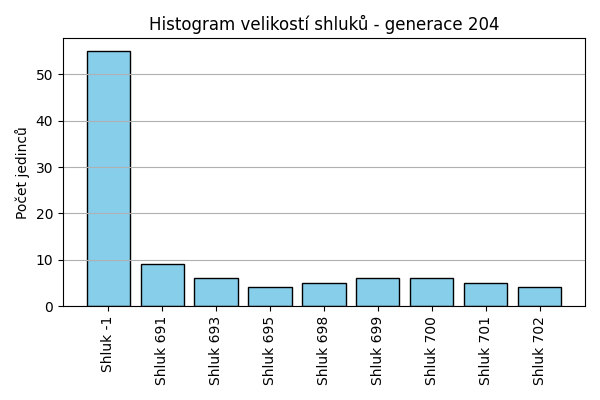 Histogram velikostí shluků - generace 204
Počet jedinců
50
40
30
20
10
0
Shluk -1
Shluk 691
Shluk 693
Shluk 695
Shluk 698
Shluk 699
Shluk 700
Shluk 701
Shluk 702